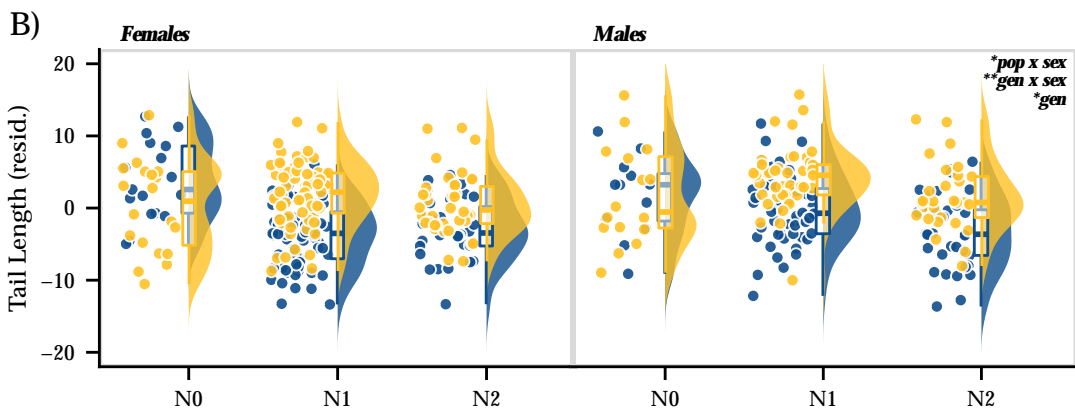 B)
Females
Males
*pop x sex
**gen x sex
*gen
Tail Length (resid.)
20
10
0
−10
−20
N0
N1
N2
N0
N1
N2